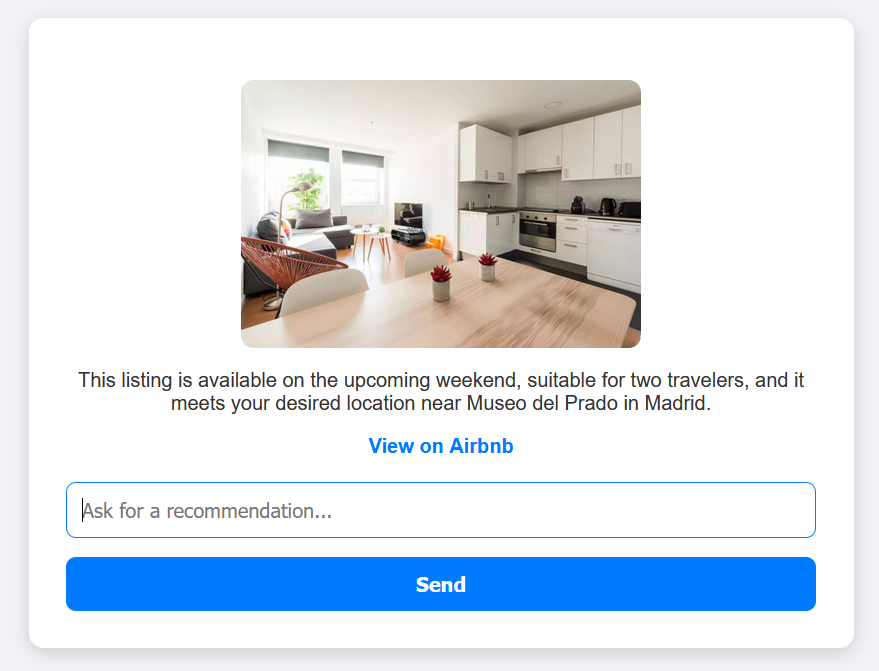 This listing is available on the upcoming weekend, suitable for two travelers, and it
meets your desired location near Museo del Prado in Madrid.
View on Airbnb
Ask for a recommendation...
Send